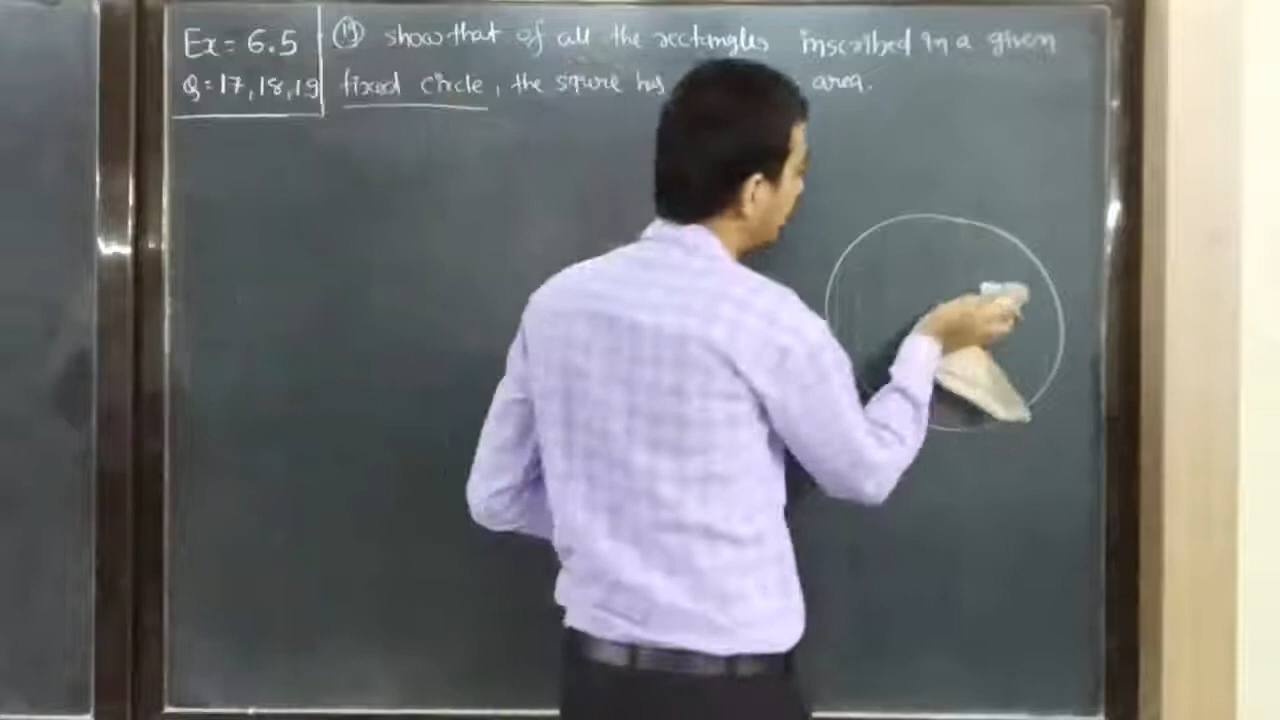 Ex = 6.5
Q = 17, 18, 19
19 show that of all the rectangles inscribed in a given
fixed circle, the square has area.